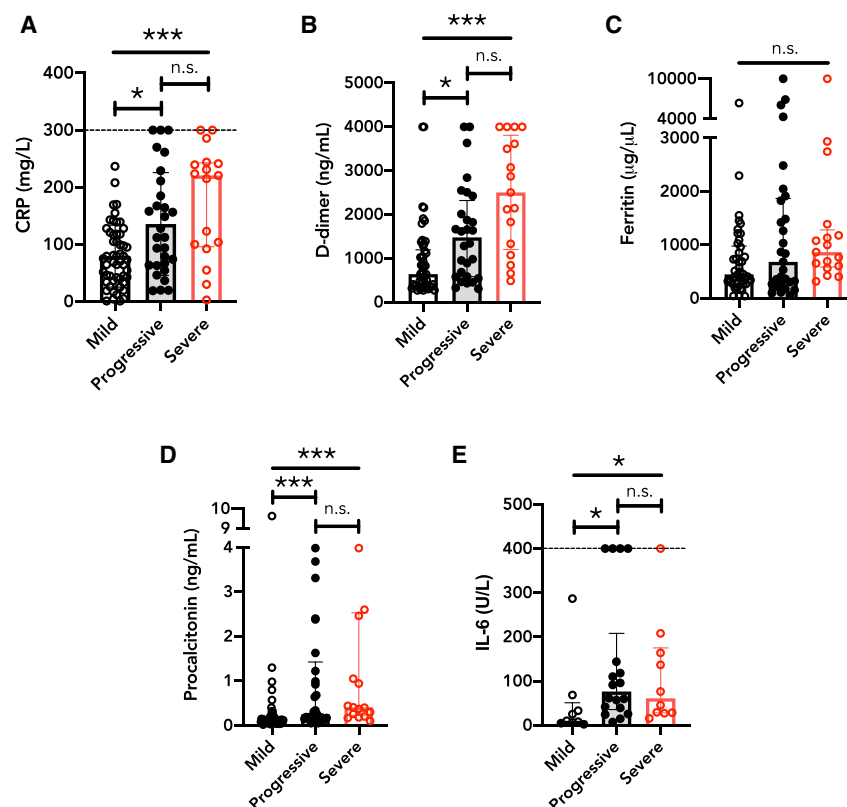 A
***
n.s.
*
400
300
200
100
0
CRP (mg/L)
Mild
Progressive
Severe
B
***
n.s.
*
5000
4000
3000
2000
1000
0
D-dimer (ng/mL)
Mild
Progressive
Severe
C
n.s.
10000
4000
3000
2000
1000
0
Ferritin (μg/μL)
Mild
Progressive
Severe
D
***
***
n.s.
10
9
4
3
2
1
0
Procalcitonin (ng/mL)
Mild
Progressive
Severe
E
*
n.s.
*
500
400
300
200
100
0
IL-6 (U/L)
Mild
Progressive
Severe